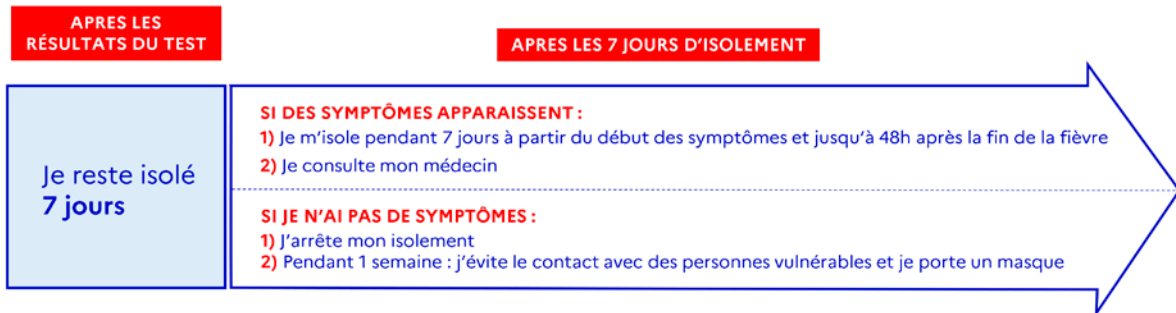 APRES LES
RÉSULTATS DU TEST
APRES LES 7 JOURS D'ISOLEMENT
Je reste isolé
7 jours
SI DES SYMPTÔMES APPARAISSENT :
1) Je m'isole pendant 7 jours à partir du début des symptômes et jusqu'à 48h après la fin de la fièvre
2) Je consulte mon médecin
SI JE N'AI PAS DE SYMPTÔMES :
1) J'arrête mon isolement
2) Pendant 1 semaine : j'évite le contact avec des personnes vulnérables et je porte un masque